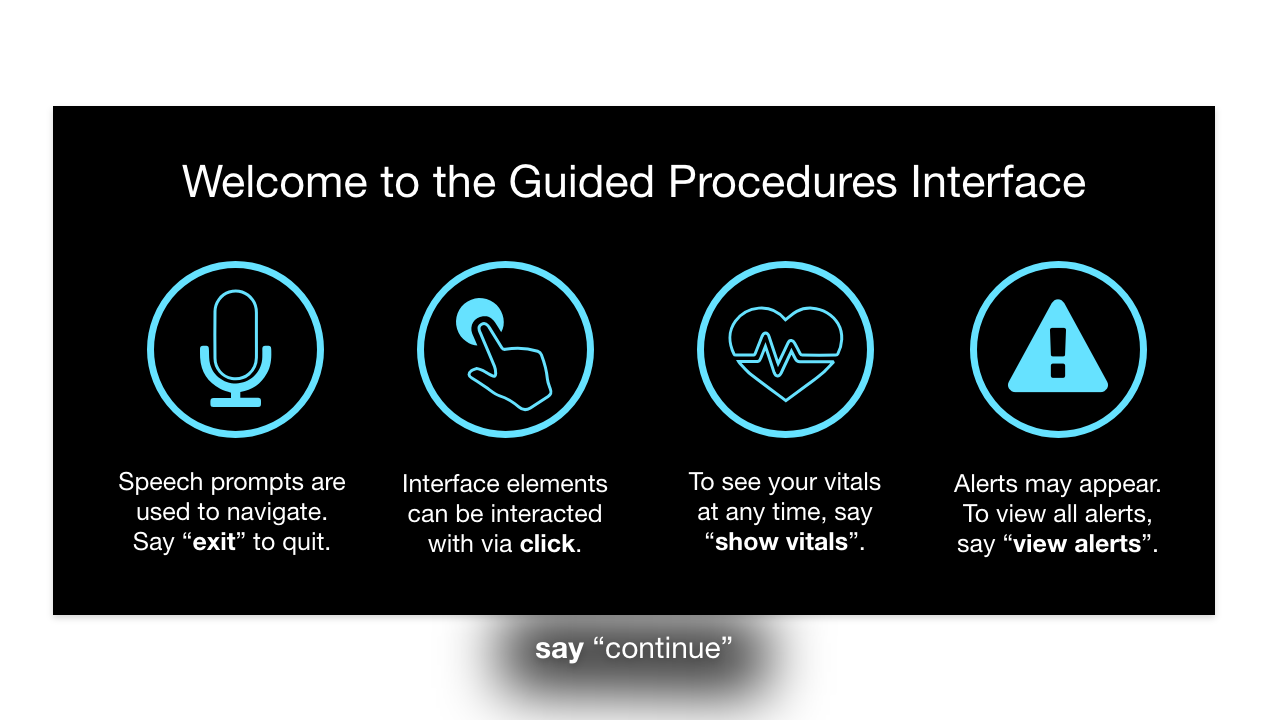 Welcome to the Guided Procedures Interface
Speech prompts are
used to navigate.
Say “exit” to quit.
Interface elements
can be interacted
with via click.
To see your vitals
at any time, say
“show vitals”.
Alerts may appear.
To view all alerts,
say “view alerts”.
say “continue”